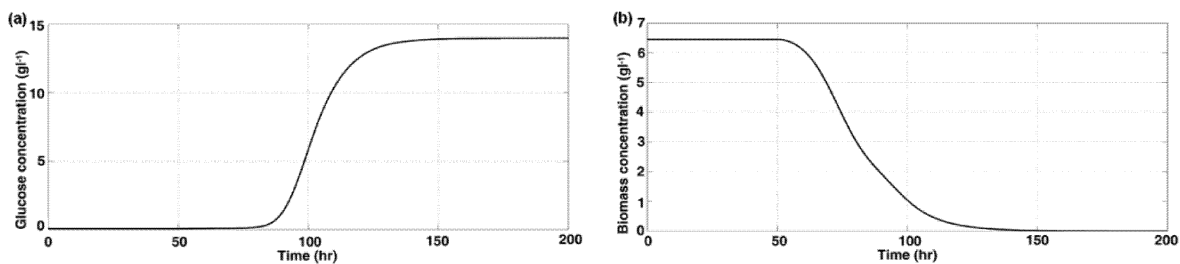 (a)
15
10
5
0
Glucose concentration (gl-1)
0 50 100 150 200
Time (hr)
(b)
7
6
5
4
3
2
1
0
Biomass concentration (gl-1)
0 50 100 150 200
Time (hr)